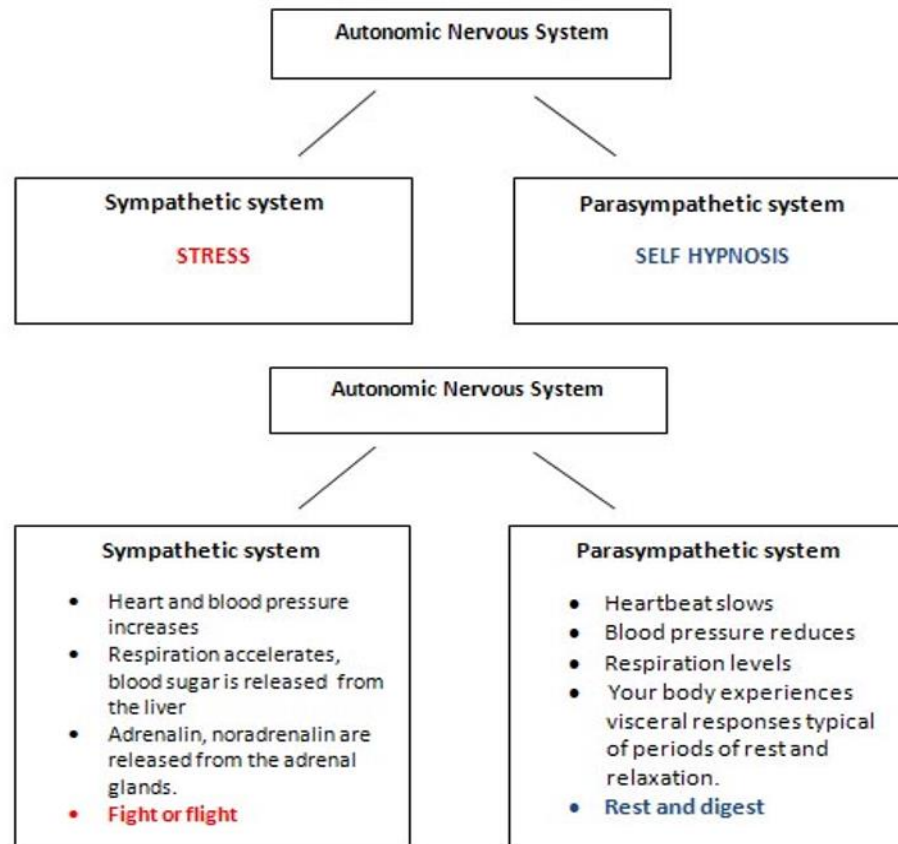 Autonomic Nervous System
Sympathetic system
STRESS
Parasympathetic system
SELF HYPNOSIS
Autonomic Nervous System
Sympathetic system
• Heart and blood pressure
increases
• Respiration accelerates,
blood sugar is released from
the liver
• Adrenalin, noradrenalin are
released from the adrenal
glands.
• Fight or flight
Parasympathetic system
• Heartbeat slows
• Blood pressure reduces
• Respiration levels
• Your body experiences
visceral responses typical
of periods of rest and
relaxation.
• Rest and digest